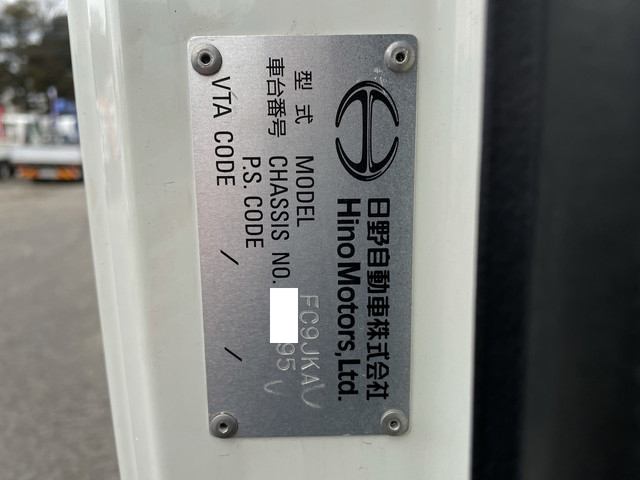 日野自動車株式会社
Hino Motors, Ltd.
型式 MODEL FC9JKA
車台番号 CHASSIS NO. 95
P.S. CODE
VTA CODE / /